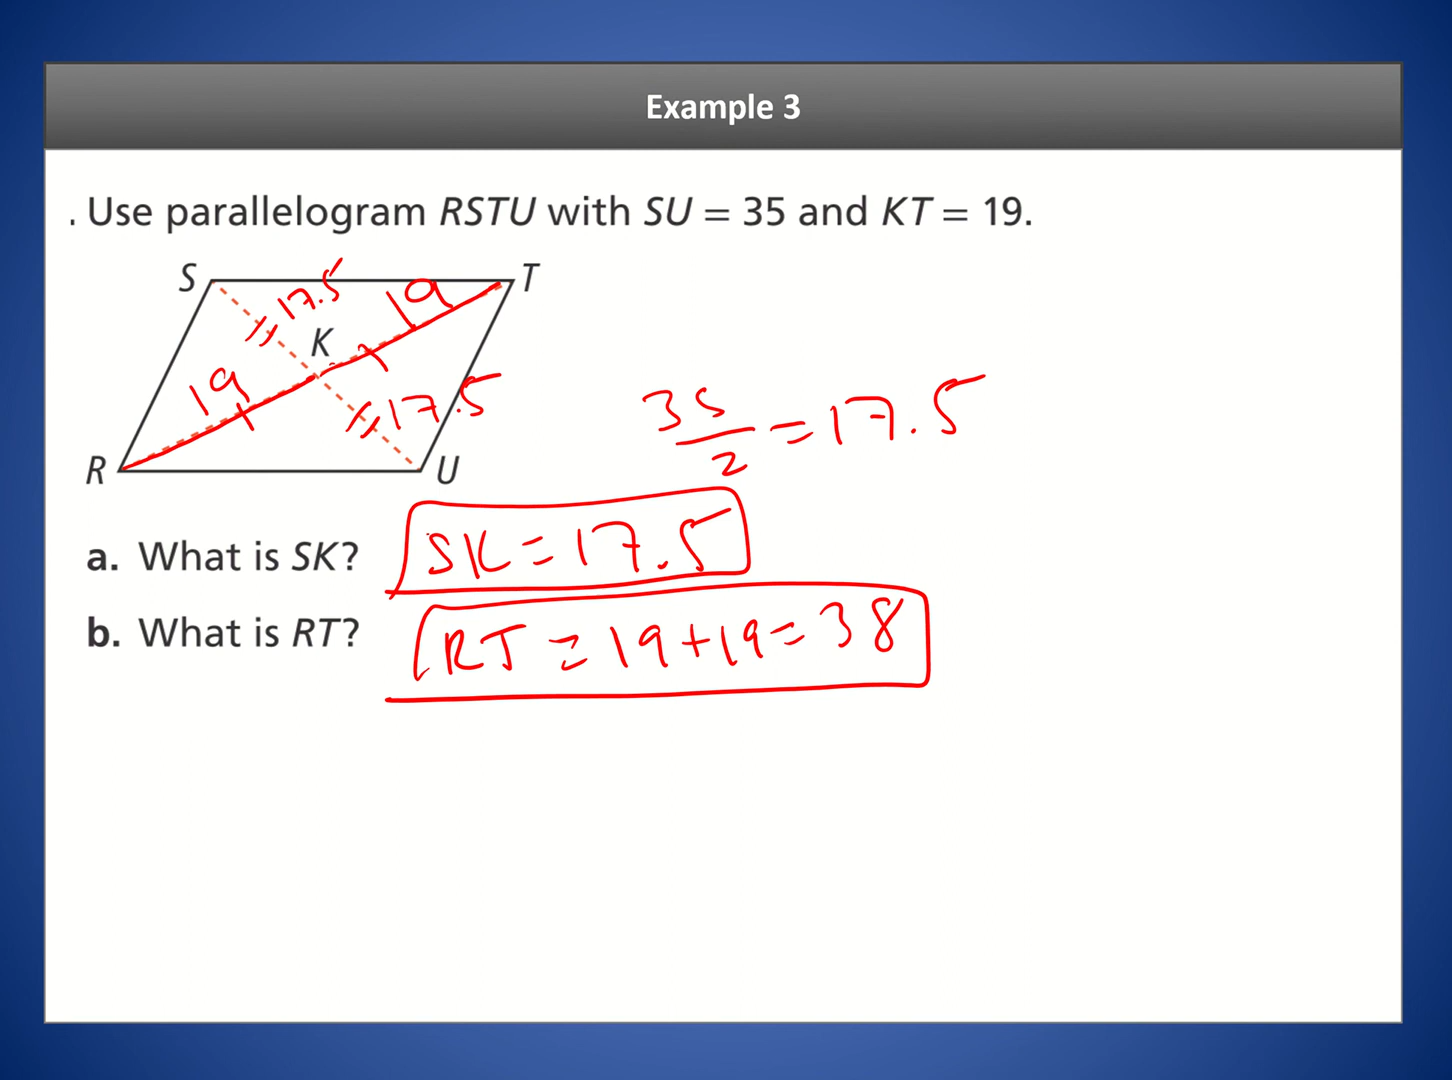 Example 3
. Use parallelogram RSTU with SU = 35 and KT = 19.
S
T
= 17.5
19
K
19
= 17.5
R
U
35/2 = 17.5
a. What is SK?
SK = 17.5
b. What is RT?
RT = 19+19 = 38